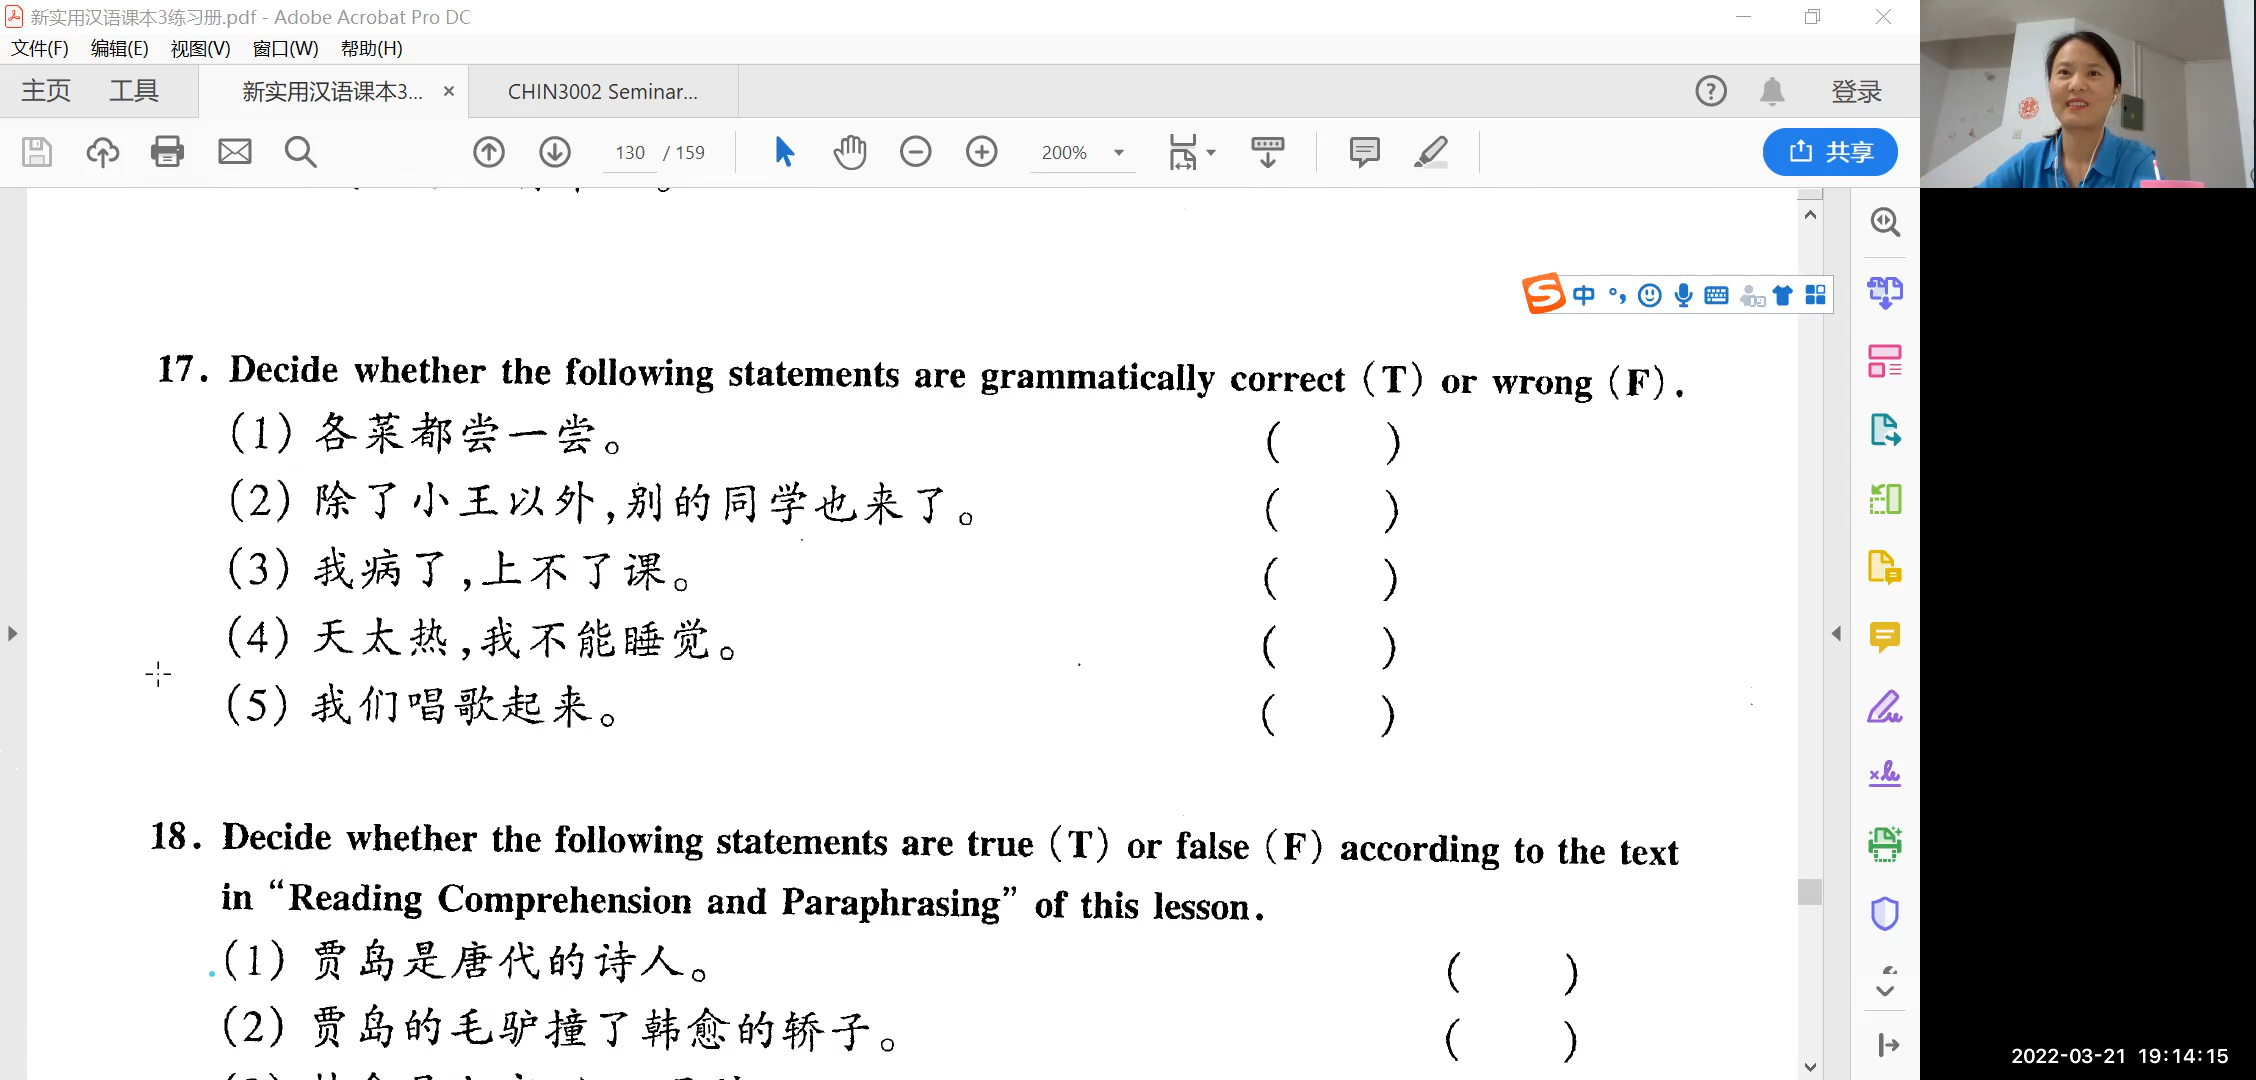 新实用汉语课本3练习册.pdf - Adobe Acrobat Pro DC
文件(F) 编辑(E) 视图(V) 窗口(W) 帮助(H)
主页 工具 新实用汉语课本3... × CHIN3002 Seminar... 登录
130 / 159 200% 共享
中
17. Decide whether the following statements are grammatically correct (T) or wrong (F).
(1) 各菜都尝一尝。 ( )
(2) 除了小王以外,别的同学也来了。 ( )
(3) 我病了,上不了课。 ( )
(4) 天太热,我不能睡觉。 ( )
(5) 我们唱歌起来。 ( )
18. Decide whether the following statements are true (T) or false (F) according to the text
in “Reading Comprehension and Paraphrasing” of this lesson.
(1) 贾岛是唐代的诗人。 ( )
(2) 贾岛的毛驴撞了韩愈的轿子。 ( )
2022-03-21 19:14:15